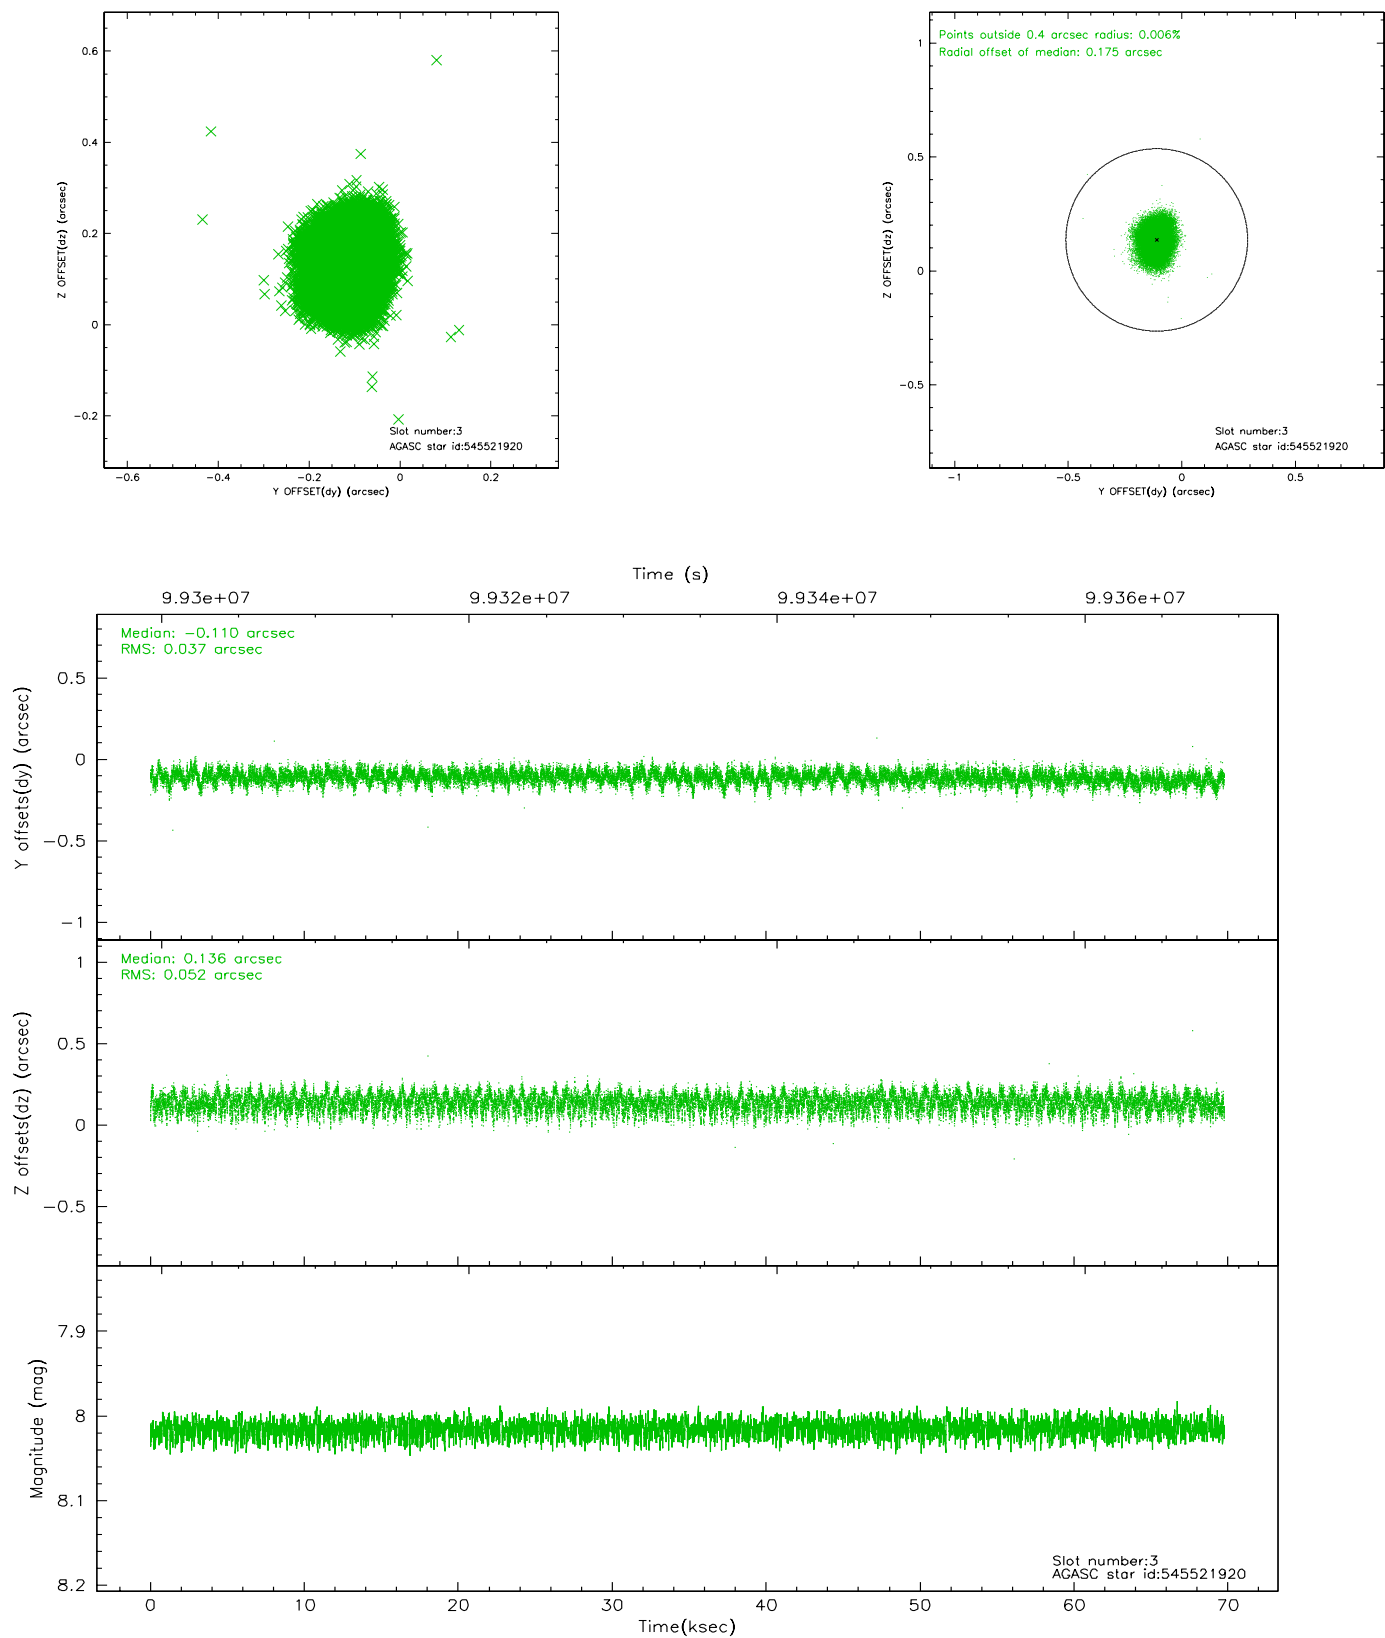 0.6
0.4
0.2
0
−0.2
Z OFFSET(dz) (arcsec)
Slot number:3
AGASC star id:545521920
−0.6 −0.4 −0.2 0 0.2
Y OFFSET(dy) (arcsec)
Points outside 0.4 arcsec radius: 0.006%
Radial offset of median: 0.175 arcsec
1
0.5
0
−0.5
Z OFFSET(dz) (arcsec)
Slot number:3
AGASC star id:545521920
−1 −0.5 0 0.5
Y OFFSET(dy) (arcsec)
Time (s)
9.93e+07 9.932e+07 9.934e+07 9.936e+07
Median: −0.110 arcsec
RMS: 0.037 arcsec
0.5
0
−0.5
−1
Y offsets(dy) (arcsec)
Median: 0.136 arcsec
RMS: 0.052 arcsec
1
0.5
0
−0.5
Z offsets(dz) (arcsec)
7.9
8
8.1
8.2
Magnitude (mag)
Slot number:3
AGASC star id:545521920
0 10 20 30 40 50 60 70
Time(ksec)